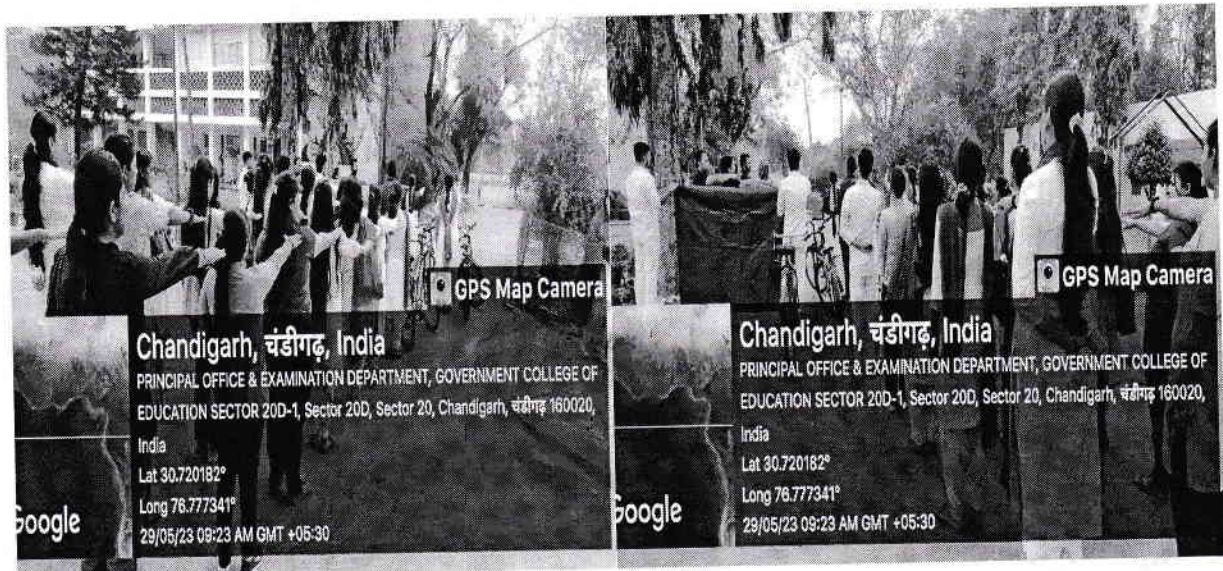 GPS Map Camera
Chandigarh, चंडीगढ़, India
PRINCIPAL OFFICE & EXAMINATION DEPARTMENT, GOVERNMENT COLLEGE OF
EDUCATION SECTOR 20D-1, Sector 20D, Sector 20, Chandigarh, चंडीगढ़ 160020,
India
Lat 30.720182°
Long 76.777341°
29/05/23 09:23 AM GMT +05:30
Google
GPS Map Camera
Chandigarh, चंडीगढ़, India
PRINCIPAL OFFICE & EXAMINATION DEPARTMENT, GOVERNMENT COLLEGE OF
EDUCATION SECTOR 20D-1, Sector 20D, Sector 20, Chandigarh, चंडीगढ़ 160020,
India
Lat 30.720182°
Long 76.777341°
29/05/23 09:23 AM GMT +05:30
Google